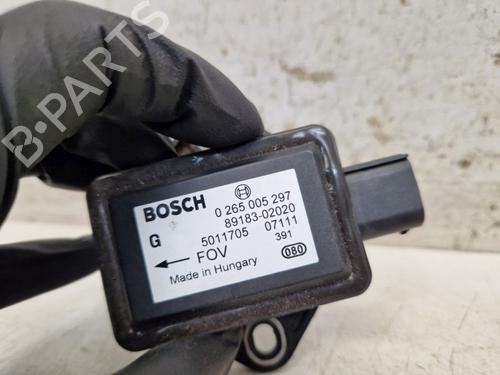 B-PARTS
BOSCH 0 265 005 297
89183-02020
G 5011705 07111
← FOV 391
Made in Hungary 080